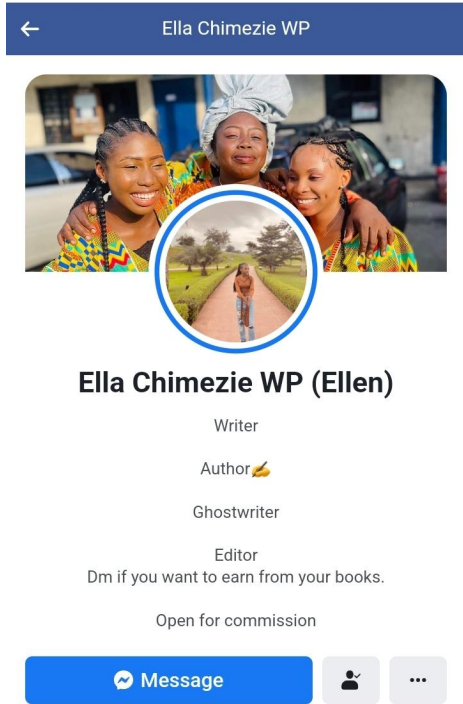 Ella Chimezie WP
Ella Chimezie WP (Ellen)
Writer
Author✍️
Ghostwriter
Editor
Dm if you want to earn from your books.
Open for commission
Message